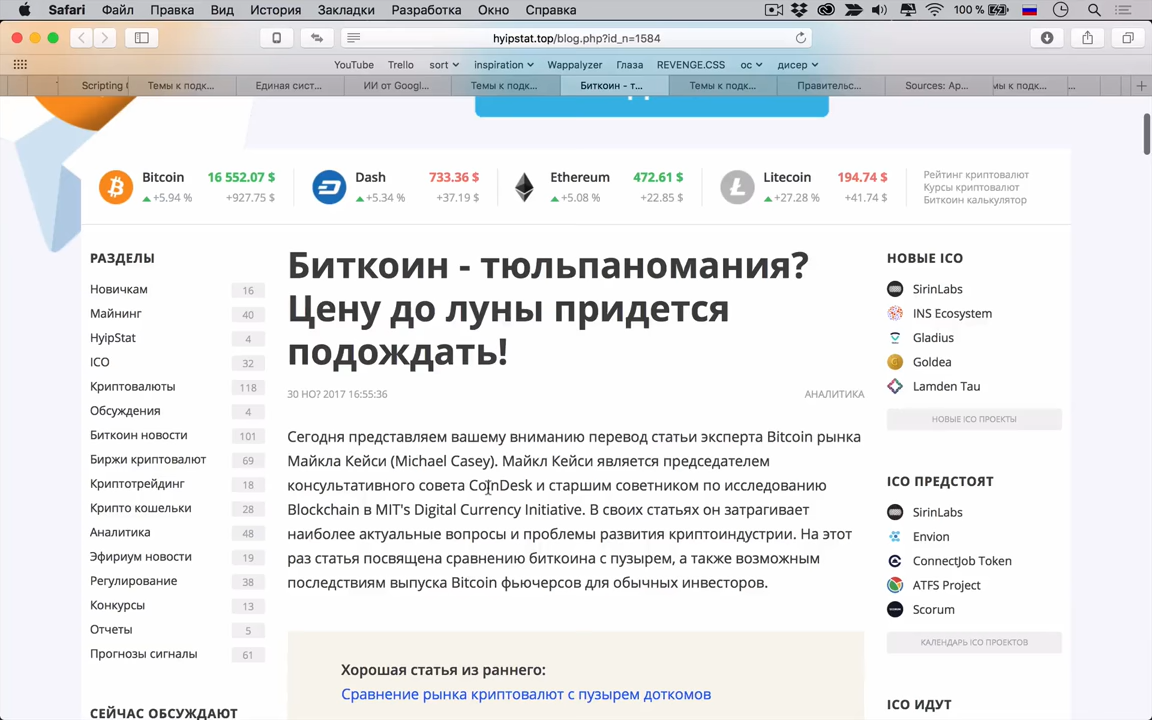 Safari Файл Правка Вид История Закладки Разработка Окно Справка 100 %
hyipstat.top/blog.php?id_n=1584
YouTube Trello sort inspiration Wappalyzer Глаза REVENGE.CSS ос дисер
Scripting Темы к подк... Единая сист... ИИ от Googl... Темы к подк... Биткоин - т... Темы к подк... Правительс... Sources: Ap... мы к подк... ...
Bitcoin 16 552.07 $ Dash 733.36 $ Ethereum 472.61 $ Litecoin 194.74 $
+5.94 % +927.75 $ +5.34 % +37.19 $ +5.08 % +22.85 $ +27.28 % +41.74 $
Рейтинг криптовалют
Курсы криптовалют
Биткоин калькулятор
РАЗДЕЛЫ
Новичкам 16
Майнинг 40
HyipStat 4
ICO 32
Криптовалюты 118
Обсуждения 4
Биткоин новости 101
Биржи криптовалют 69
Криптотрейдинг 18
Крипто кошельки 28
Аналитика 48
Эфириум новости 19
Регулирование 38
Конкурсы 13
Отчеты 5
Прогнозы сигналы 61
СЕЙЧАС ОБСУЖДАЮТ
Биткоин - тюльпаномания?
Цену до луны придется
подождать!
30 НО? 2017 16:55:36 АНАЛИТИКА
Сегодня представляем вашему вниманию перевод статьи эксперта Bitcoin рынка
Майкла Кейси (Michael Casey). Майкл Кейси является председателем
консультативного совета CoinDesk и старшим советником по исследованию
Blockchain в MIT's Digital Currency Initiative. В своих статьях он затрагивает
наиболее актуальные вопросы и проблемы развития криптоиндустрии. На этот
раз статья посвящена сравнению биткоина с пузырем, а также возможным
последствиям выпуска Bitcoin фьючерсов для обычных инвесторов.
Хорошая статья из раннего:
Сравнение рынка криптовалют с пузырем доткомов
НОВЫЕ ICO
SirinLabs
INS Ecosystem
Gladius
Goldea
Lamden Tau
НОВЫЕ ICO ПРОЕКТЫ
ICO ПРЕДСТОЯТ
SirinLabs
Envion
ConnectJob Token
ATFS Project
Scorum
КАЛЕНДАРЬ ICO ПРОЕКТОВ
ICO ИДУТ